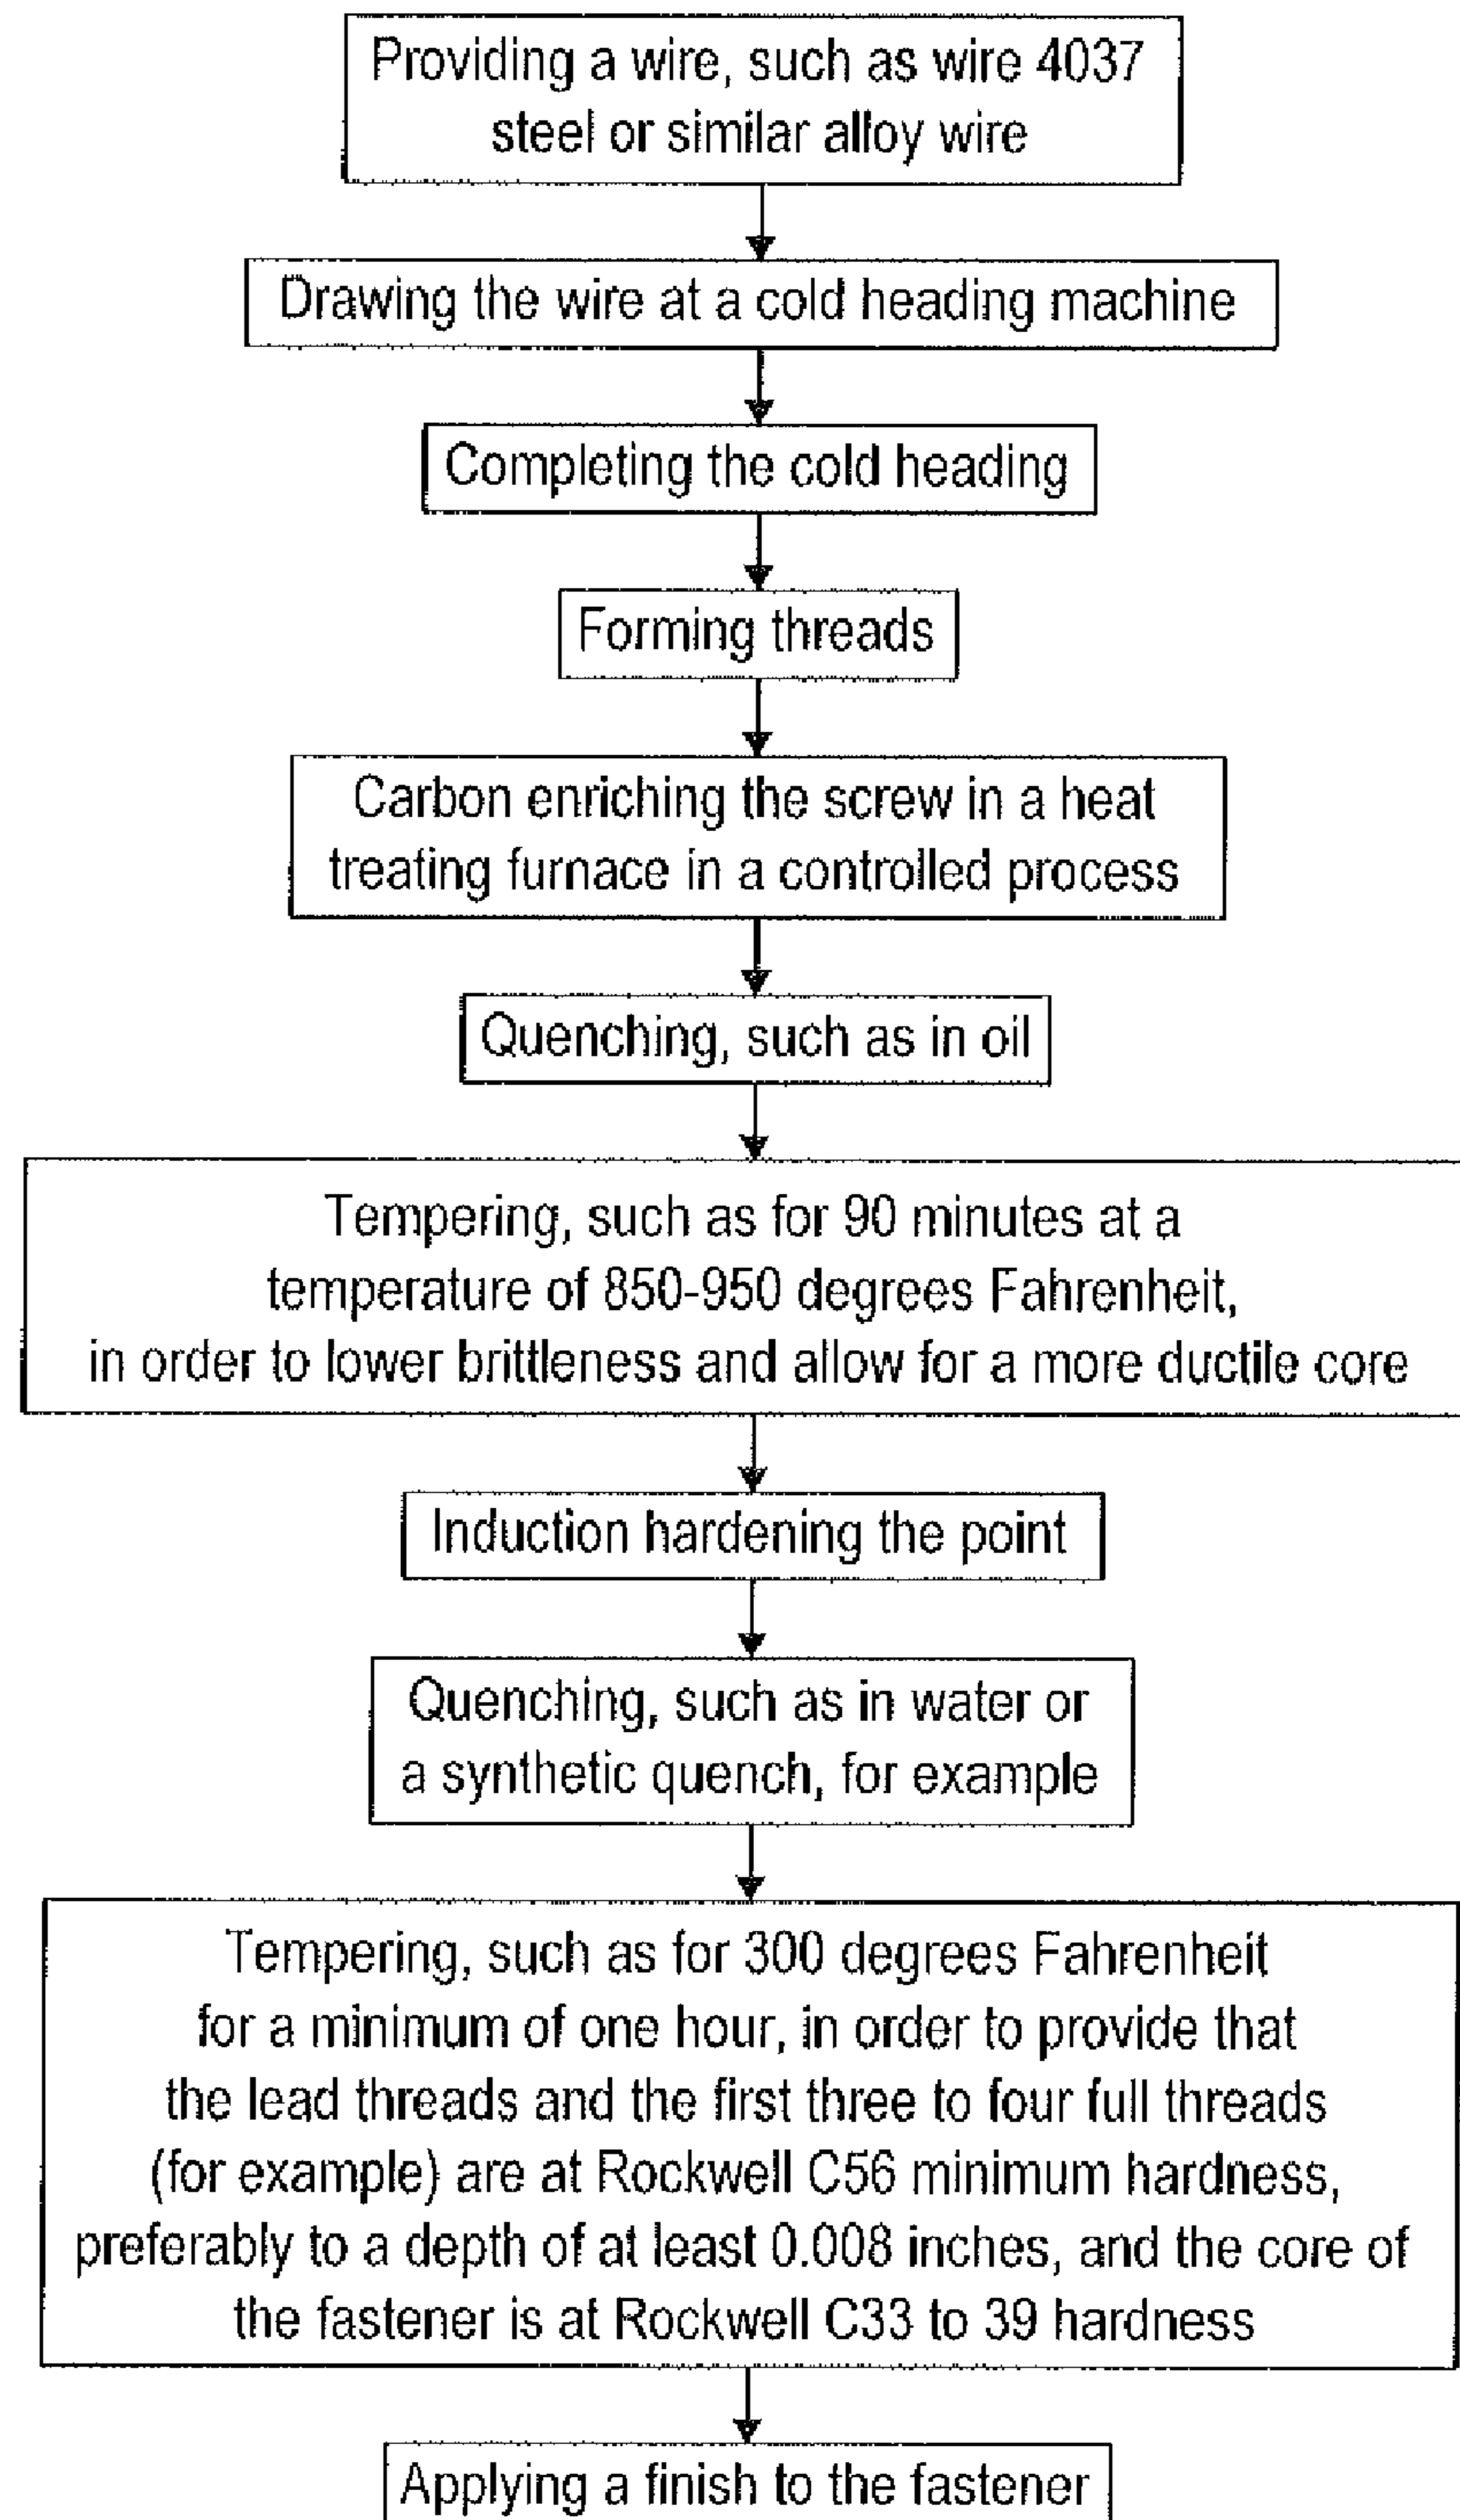 Providing a wire, such as wire 4037
steel or similar alloy wire
Drawing the wire at a cold heading machine
Completing the cold heading
Forming threads
Carbon enriching the screw in a heat
treating furnace in a controlled process
Quenching, such as in oil
Tempering, such as for 90 minutes at a
temperature of 850-950 degrees Fahrenheit,
in order to lower brittleness and allow for a more ductile core
Induction hardening the point
Quenching, such as in water or
a synthetic quench, for example
Tempering, such as for 300 degrees Fahrenheit
for a minimum of one hour, in order to provide that
the lead threads and the first three to four full threads
(for example) are at Rockwell C56 minimum hardness,
preferably to a depth of at least 0.008 inches, and the core of
the fastener is at Rockwell C33 to 39 hardness
Applying a finish to the fastener